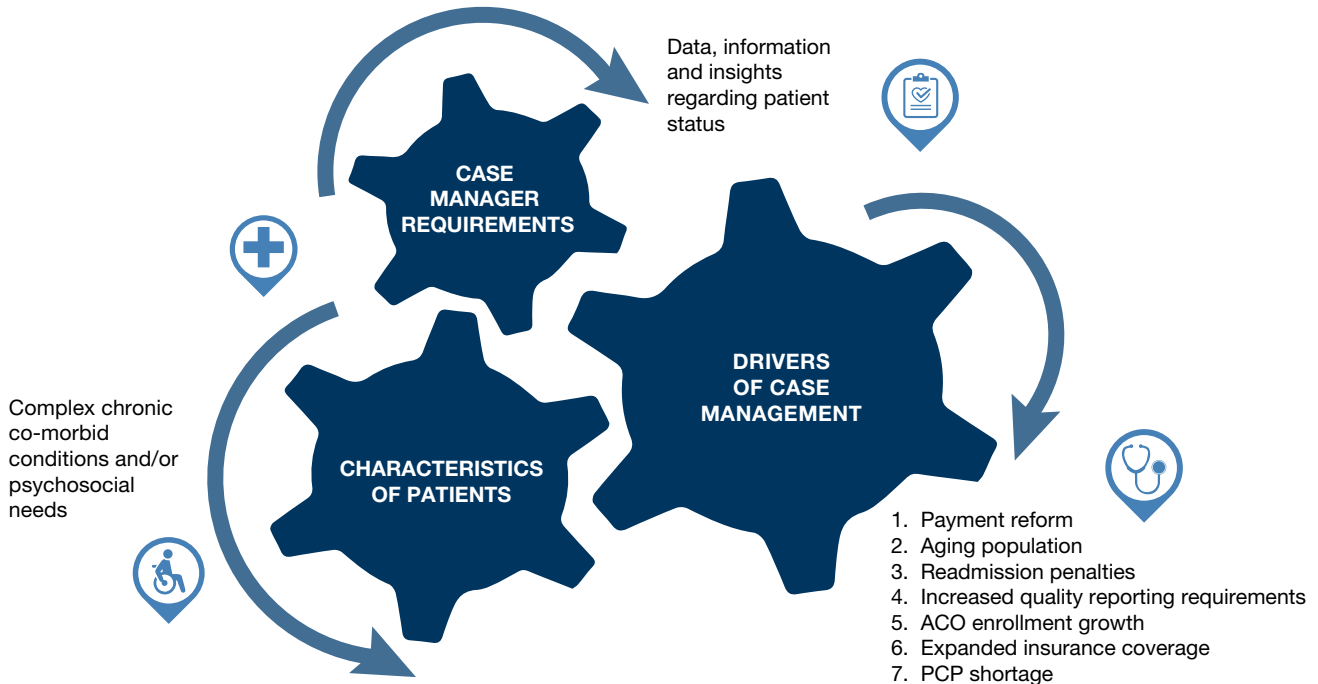 Data, information
and insights
regarding patient
status
CASE
MANAGER
REQUIREMENTS
DRIVERS
OF CASE
MANAGEMENT
Complex chronic
co-morbid
conditions and/or
psychosocial
needs
CHARACTERISTICS
OF PATIENTS
1. Payment reform
2. Aging population
3. Readmission penalties
4. Increased quality reporting requirements
5. ACO enrollment growth
6. Expanded insurance coverage
7. PCP shortage